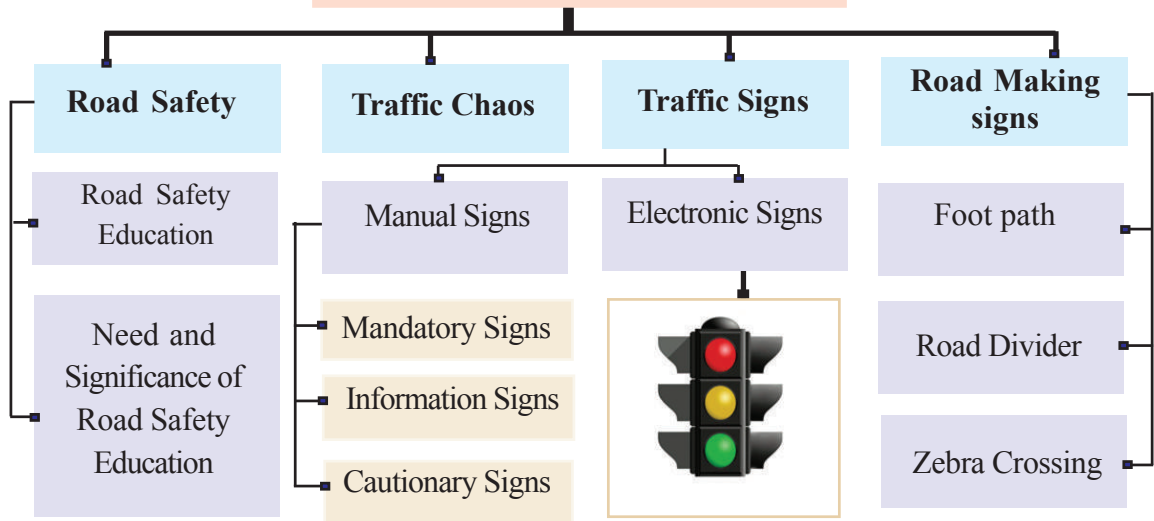 Road Safety
Traffic Chaos
Traffic Signs
Road Making
signs
Road Safety
Education
Need and
Significance of
Road Safety
Education
Manual Signs
Mandatory Signs
Information Signs
Cautionary Signs
Electronic Signs
Foot path
Road Divider
Zebra Crossing